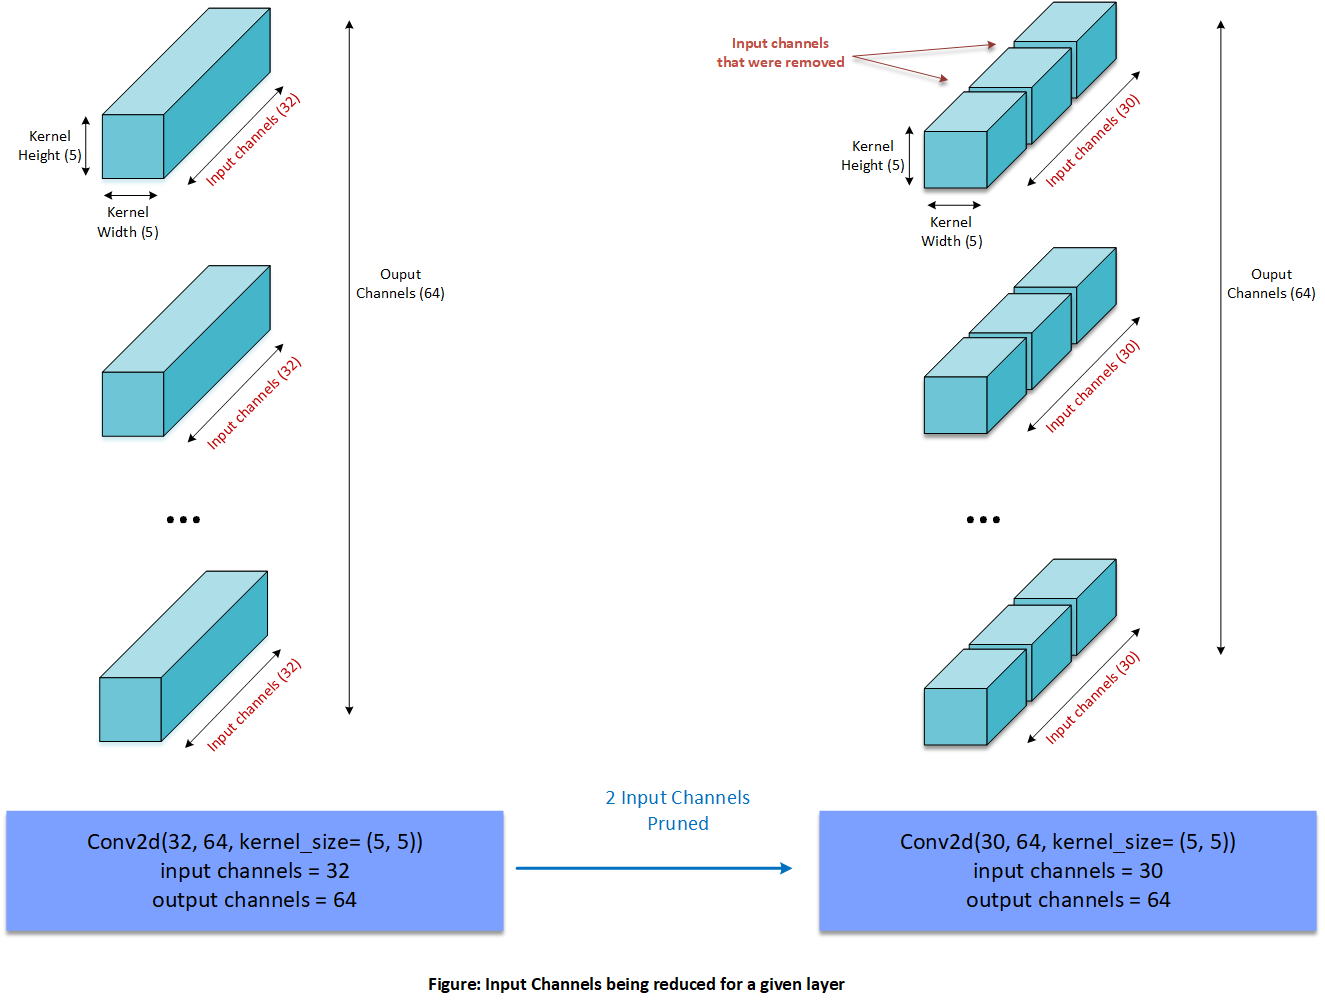 Kernel
Height (5)
Kernel
Width (5)
Input channels (32)
Ouput
Channels (64)
Input channels (32)
...
Input channels (32)
Input channels
that were removed
Kernel
Height (5)
Kernel
Width (5)
Input channels (30)
Ouput
Channels (64)
Input channels (30)
...
Input channels (30)
Conv2d(32, 64, kernel_size= (5, 5))
input channels = 32
output channels = 64
2 Input Channels
Pruned
Conv2d(30, 64, kernel_size= (5, 5))
input channels = 30
output channels = 64
Figure: Input Channels being reduced for a given layer